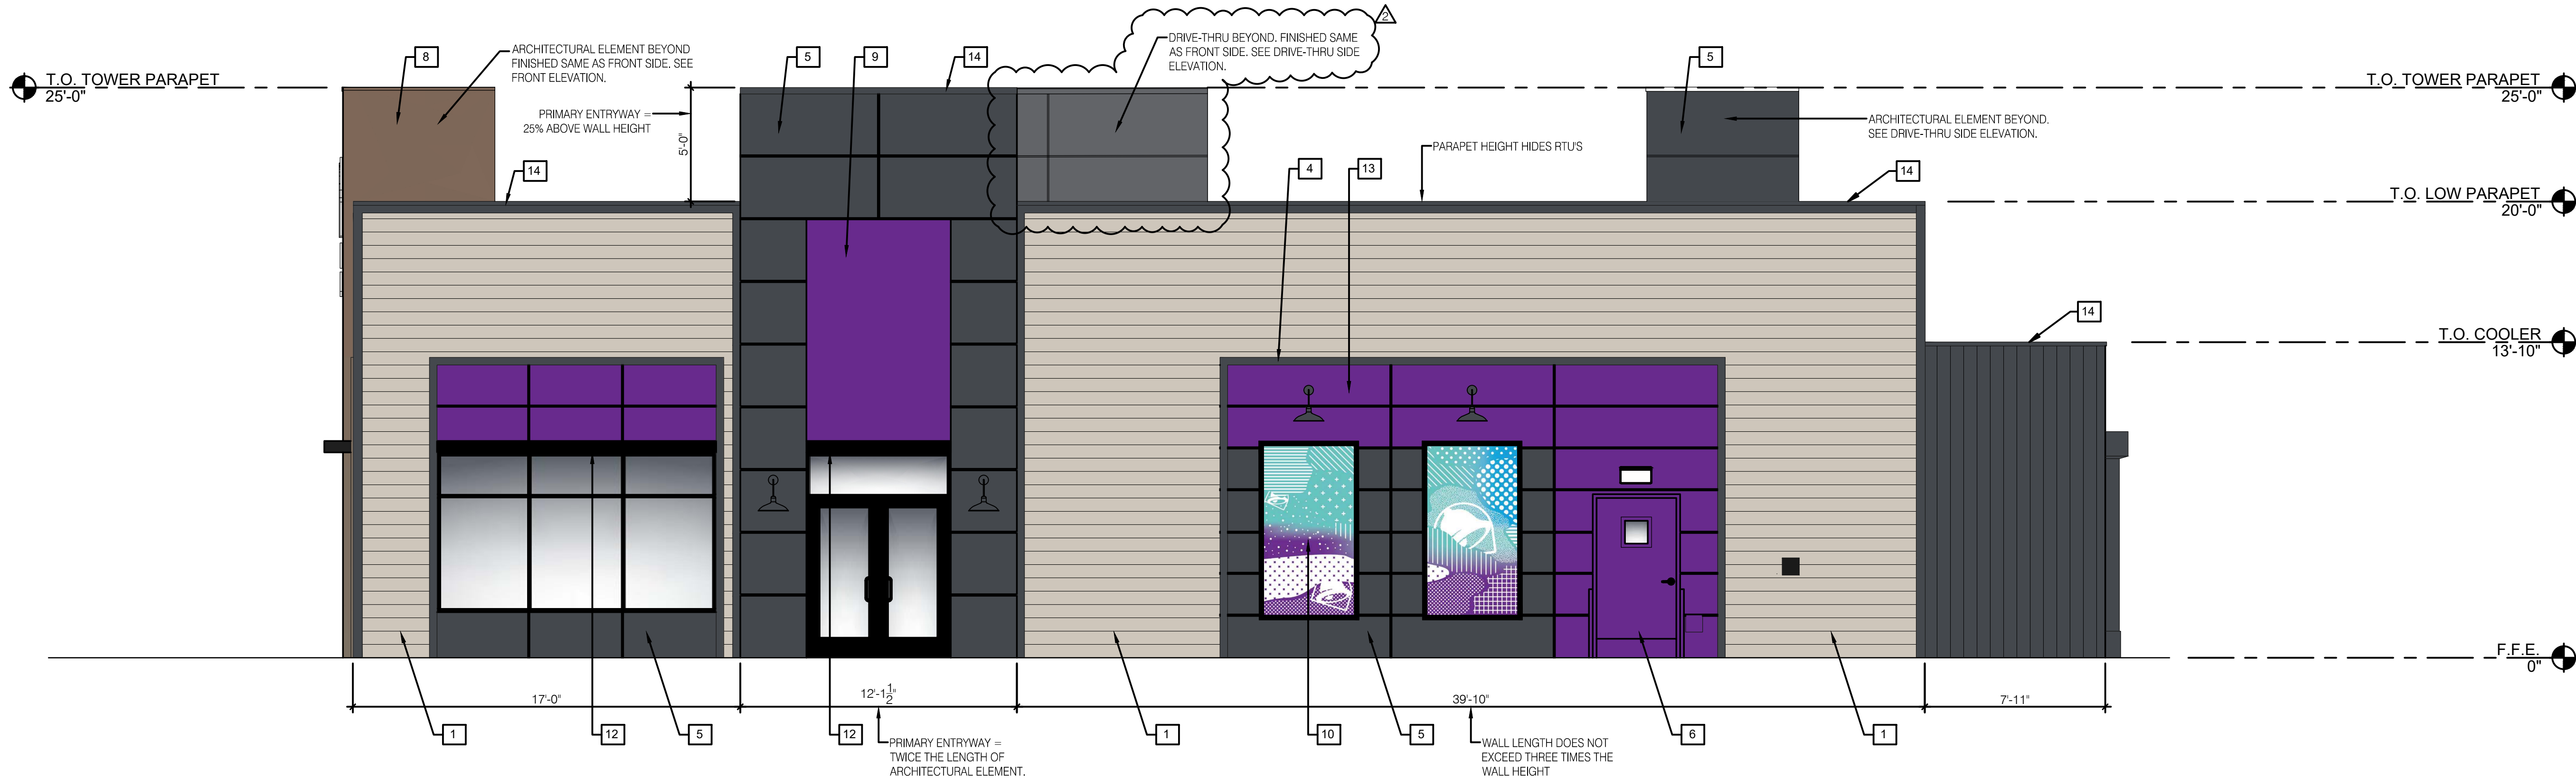 2
ARCHITECTURAL ELEMENT BEYOND
FINISHED SAME AS FRONT SIDE. SEE
FRONT ELEVATION.
DRIVE-THRU BEYOND. FINISHED SAME
AS FRONT SIDE. SEE DRIVE-THRU SIDE
ELEVATION.
8
5
9
14
5
T.O. TOWER PARAPET
25'-0"
T.O. TOWER PARAPET
25'-0"
PRIMARY ENTRYWAY =
25% ABOVE WALL HEIGHT
5'-0"
ARCHITECTURAL ELEMENT BEYOND.
SEE DRIVE-THRU SIDE ELEVATION.
PARAPET HEIGHT HIDES RTU'S
14
4
13
14
T.O. LOW PARAPET
20'-0"
14
T.O. COOLER
13'-10"
F.F.E.
0"
17'-0"
12'-1 1/2"
39'-10"
7'-11"
1
12
5
12
1
10
5
6
1
PRIMARY ENTRYWAY =
TWICE THE LENGTH OF
ARCHITECTURAL ELEMENT.
WALL LENGTH DOES NOT
EXCEED THREE TIMES THE
WALL HEIGHT